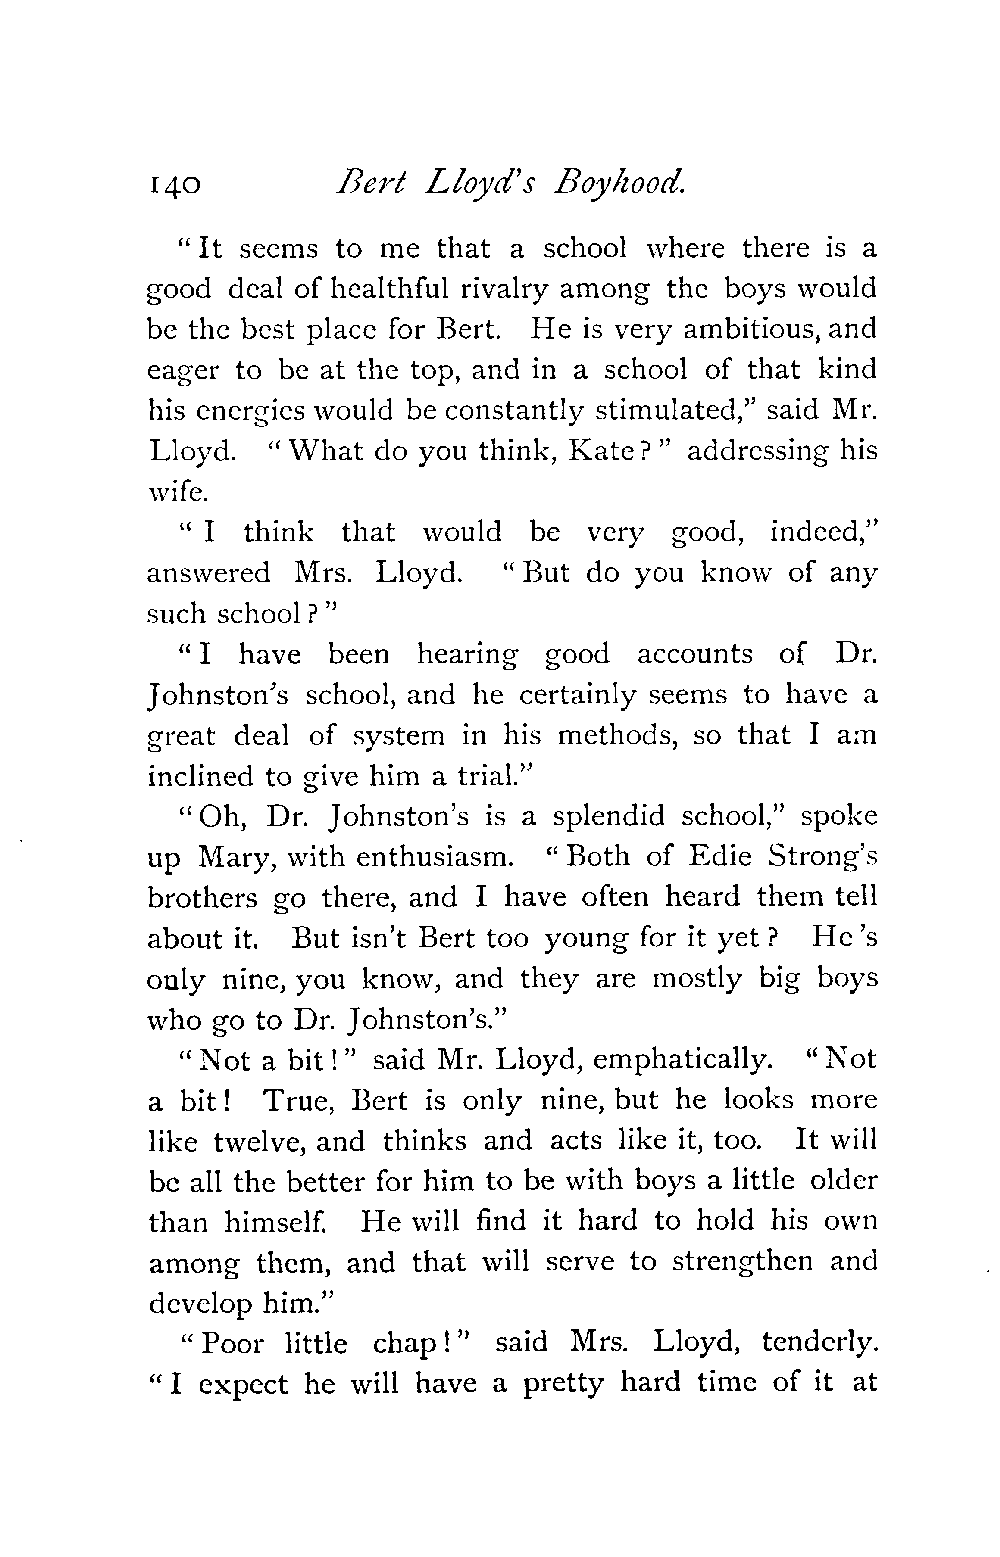 140 Bert Lloyd's Boyhood.
"It seems to me that a school where there is a
good deal of healthful rivalry among the boys would
be the best place for Bert. He is very ambitious, and
eager to be at the top, and in a school of that kind
his energies would be constantly stimulated," said Mr.
Lloyd. "What do you think, Kate?" addressing his
wife.
"I think that would be very good, indeed,"
answered Mrs. Lloyd. "But do you know of any
such school?"
"I have been hearing good accounts of Dr.
Johnston's school, and he certainly seems to have a
great deal of system in his methods, so that I am
inclined to give him a trial."
"Oh, Dr. Johnston's is a splendid school," spoke
up Mary, with enthusiasm. "Both of Edie Strong's
brothers go there, and I have often heard them tell
about it. But isn't Bert too young for it yet? He's
only nine, you know, and they are mostly big boys
who go to Dr. Johnston's."
"Not a bit!" said Mr. Lloyd, emphatically. "Not
a bit! True, Bert is only nine, but he looks more
like twelve, and thinks and acts like it, too. It will
be all the better for him to be with boys a little older
than himself. He will find it hard to hold his own
among them, and that will serve to strengthen and
develop him."
"Poor little chap!" said Mrs. Lloyd, tenderly.
"I expect he will have a pretty hard time of it at